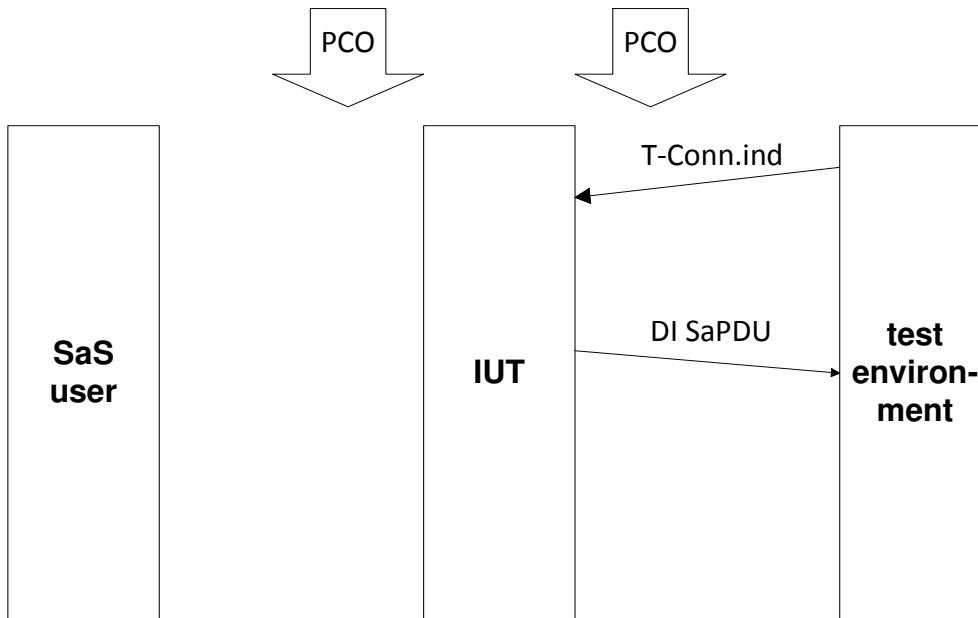 PCO
PCO
T-Conn.ind
DI SaPDU
SaS
user
IUT
test
environ-
ment